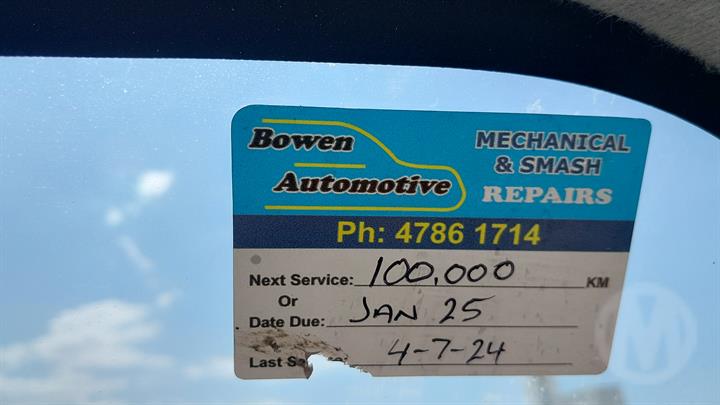 Bowen
Automotive
MECHANICAL
& SMASH
REPAIRS
Ph: 4786 1714
Next Service: 100,000 KM
Or
Date Due: JAN 25
Last 4-7-24